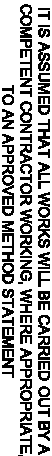 IT IS ASSUMED THAT ALL WORKS WILL BE CARRIED OUT BY A
COMPETENT CONTRACTOR WORKING, WHERE APPROPRIATE,
TO AN APPROVED METHOD STATEMENT